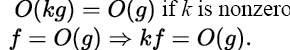 O(kg) = O(g) if k is nonzero
f = O(g) ⇒ kf = O(g).